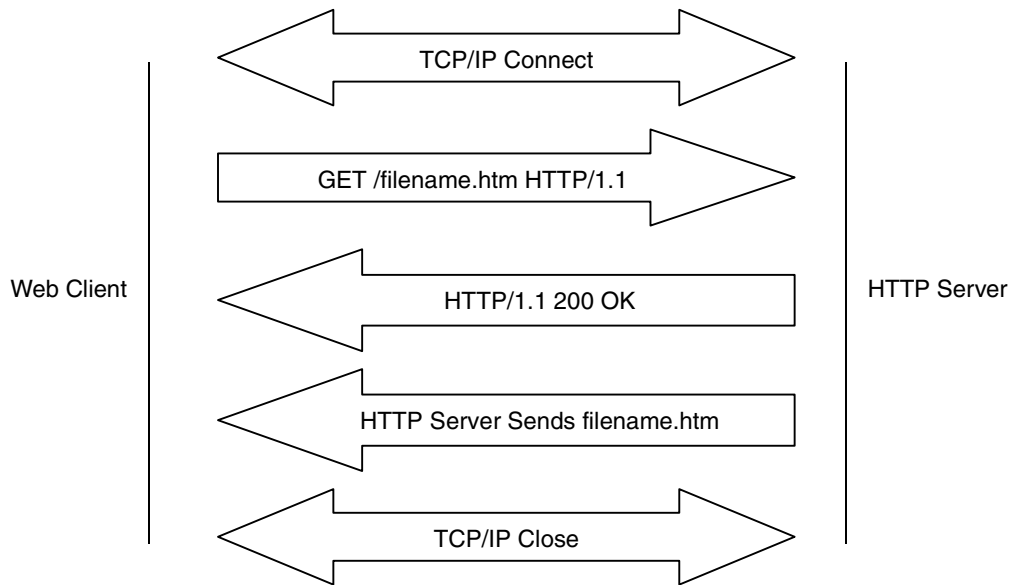 TCP/IP Connect
GET /filename.htm HTTP/1.1
Web Client
HTTP/1.1 200 OK
HTTP Server
HTTP Server Sends filename.htm
TCP/IP Close